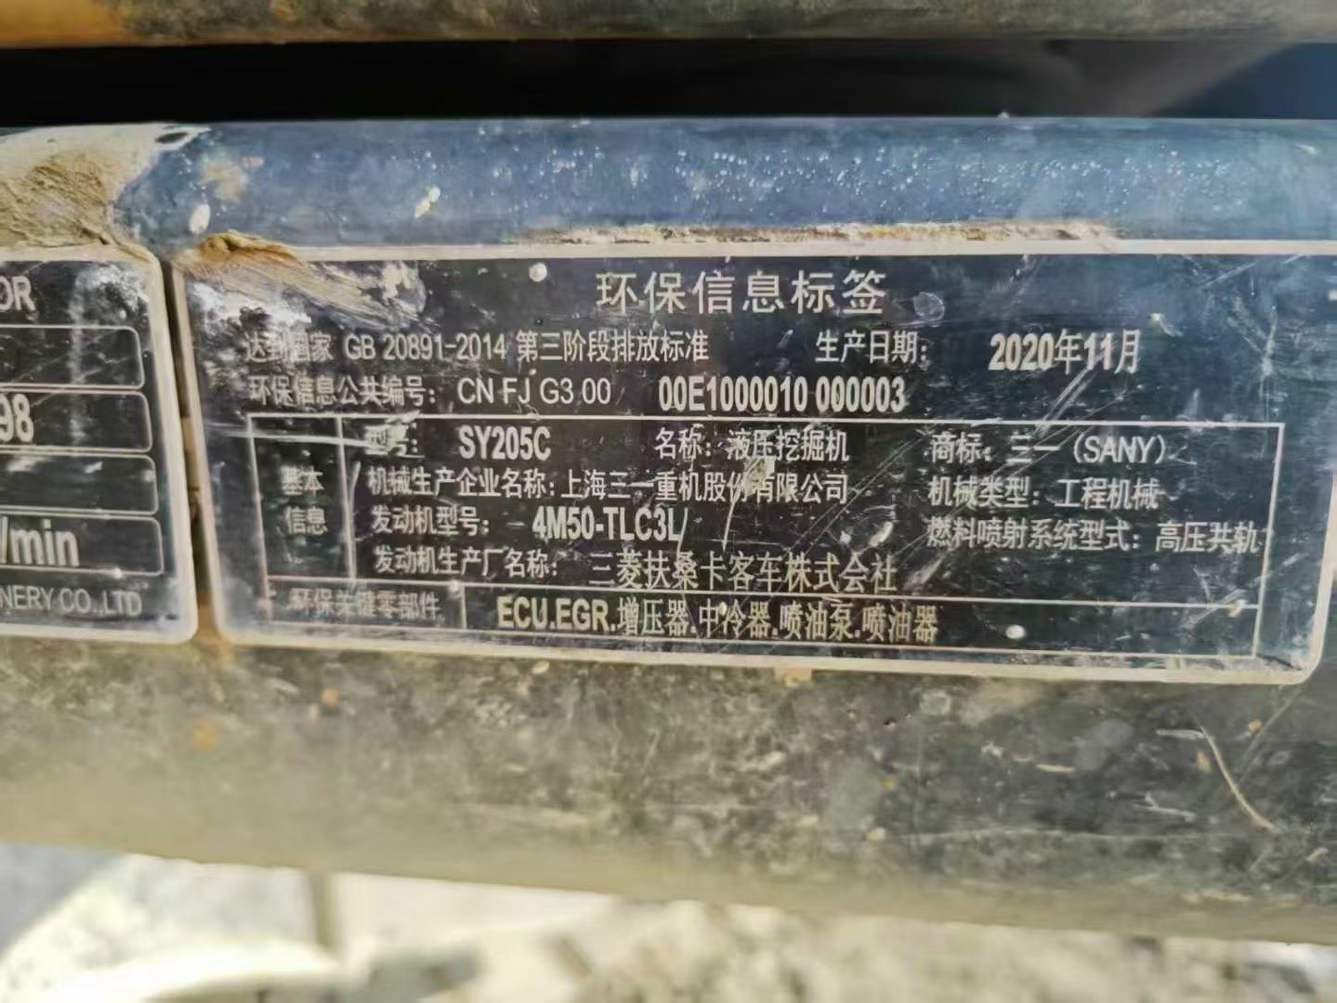 OR
98
/min
NERY CO.,LTD
环保信息标签
达到国家 GB 20891-2014 第三阶段排放标准 生产日期: 2020年11月
环保信息公共编号: CN FJ G3 00 00E1000010 000003
基本信息
型号: SY205C 名称: 液压挖掘机 商标: 三一 (SANY)
机械生产企业名称: 上海三一重机股份有限公司 机械类型: 工程机械
发动机型号: 4M50-TLC3L 燃料喷射系统型式: 高压共轨
发动机生产厂名称: 三菱扶桑卡客车株式会社
环保关键零部件 ECU.EGR.增压器.中冷器.喷油泵.喷油器